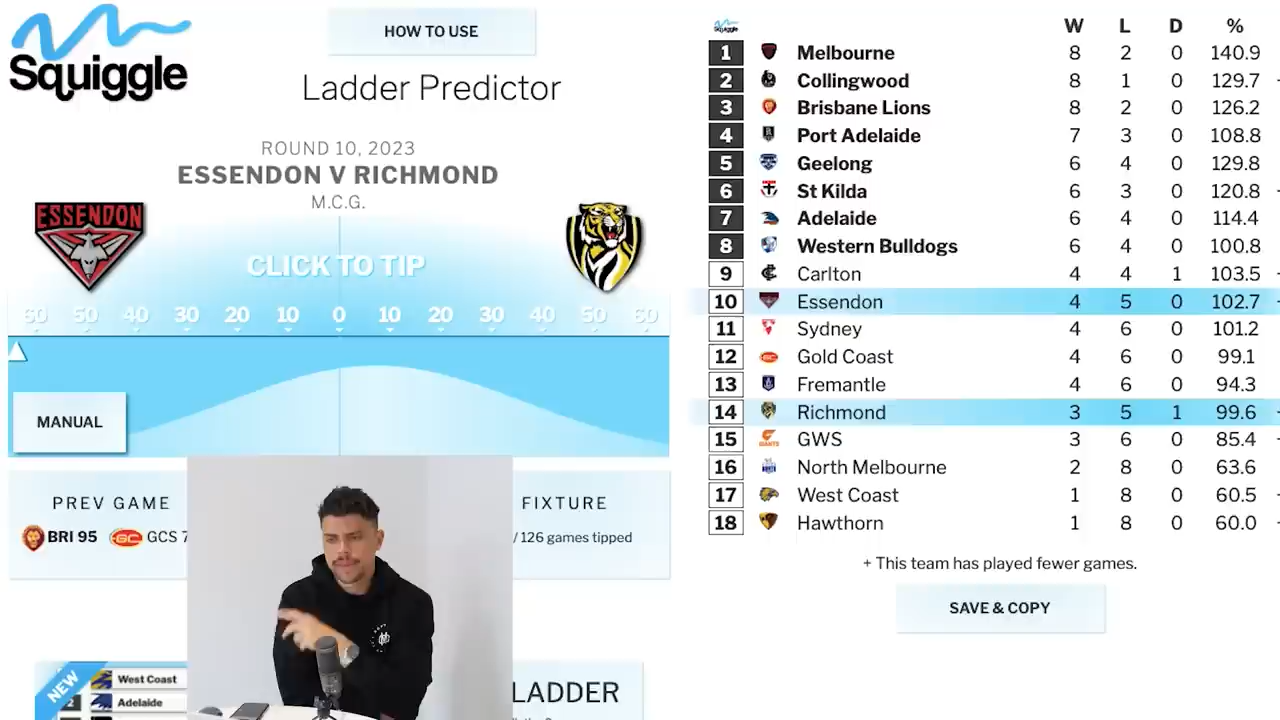 Squiggle
HOW TO USE
Ladder Predictor
ROUND 10, 2023
ESSENDON V RICHMOND
M.C.G.
ESSENDON
CLICK TO TIP
60 50 40 30 20 10 0 10 20 30 40 50 60
MANUAL
PREV GAME
BRI 95 GCS 7
FIXTURE
/ 126 games tipped
NEW
West Coast
Adelaide
LADDER
Squiggle W L D %
1 Melbourne 8 2 0 140.9
2 Collingwood 8 1 0 129.7
3 Brisbane Lions 8 2 0 126.2
4 Port Adelaide 7 3 0 108.8
5 Geelong 6 4 0 129.8
6 St Kilda 6 3 0 120.8
7 Adelaide 6 4 0 114.4
8 Western Bulldogs 6 4 0 100.8
9 Carlton 4 4 1 103.5
10 Essendon 4 5 0 102.7
11 Sydney 4 6 0 101.2
12 Gold Coast 4 6 0 99.1
13 Fremantle 4 6 0 94.3
14 Richmond 3 5 1 99.6
15 GWS 3 6 0 85.4
16 North Melbourne 2 8 0 63.6
17 West Coast 1 8 0 60.5
18 Hawthorn 1 8 0 60.0
+ This team has played fewer games.
SAVE & COPY